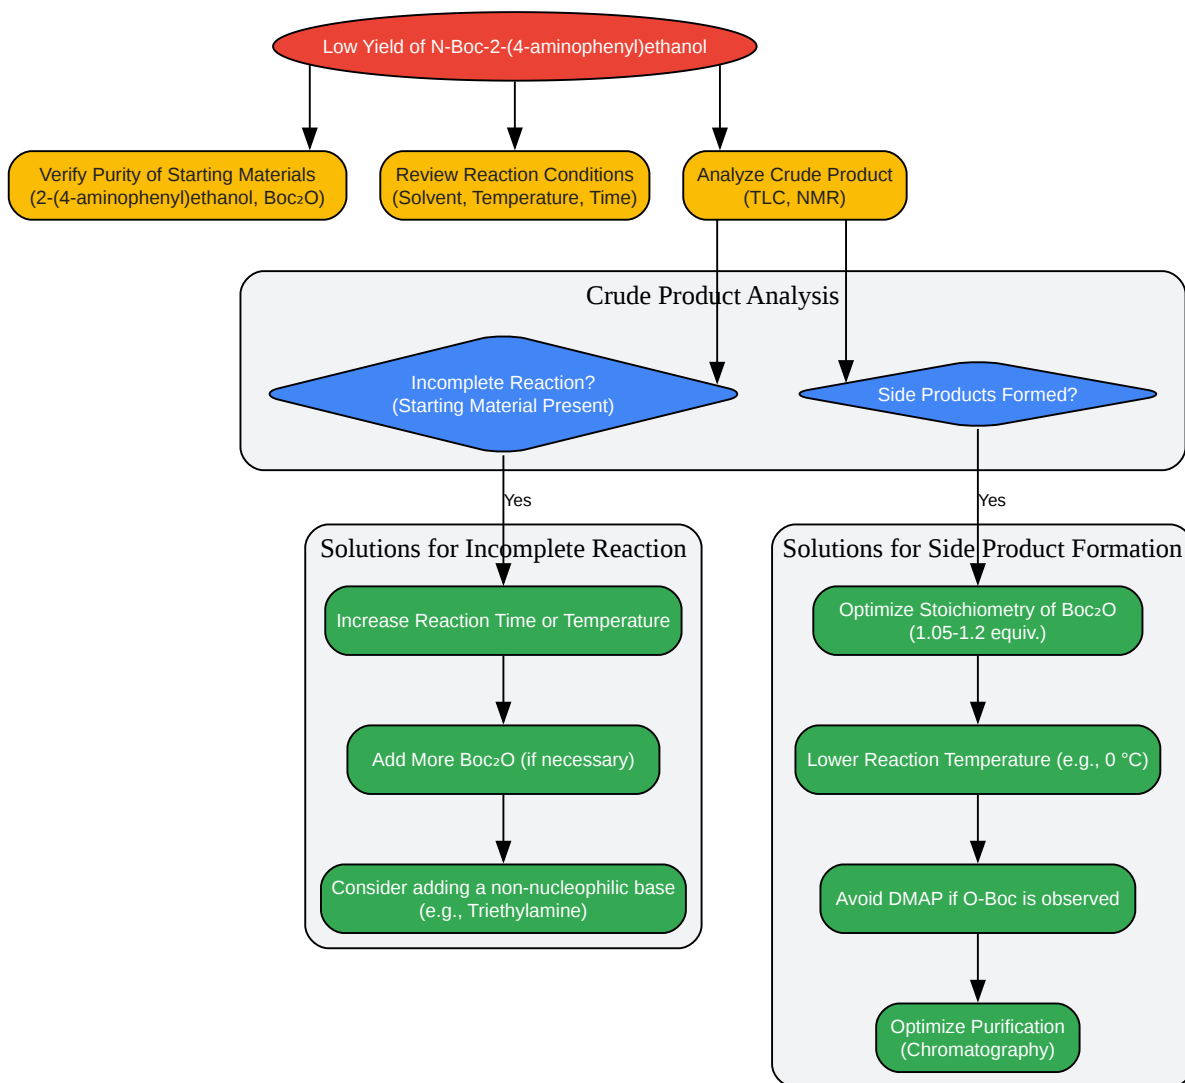 Low Yield of N-Boc-2-(4-aminophenyl)ethanol
Verify Purity of Starting Materials
(2-(4-aminophenyl)ethanol, Boc₂O)
Review Reaction Conditions
(Solvent, Temperature, Time)
Analyze Crude Product
(TLC, NMR)
Crude Product Analysis
Incomplete Reaction?
(Starting Material Present)
Side Products Formed?
Yes
Yes
Solutions for Incomplete Reaction
Increase Reaction Time or Temperature
Add More Boc₂O (if necessary)
Consider adding a non-nucleophilic base
(e.g., Triethylamine)
Solutions for Side Product Formation
Optimize Stoichiometry of Boc₂O
(1.05-1.2 equiv.)
Lower Reaction Temperature (e.g., 0 °C)
Avoid DMAP if O-Boc is observed
Optimize Purification
(Chromatography)